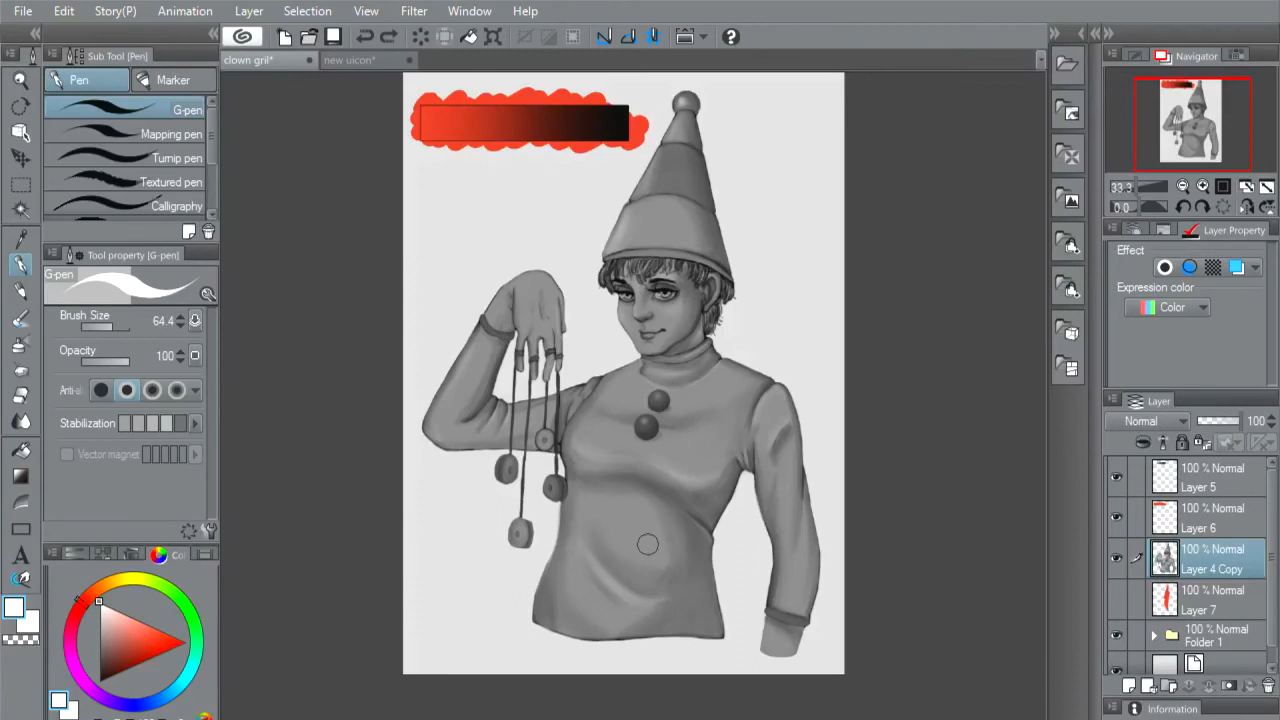 File Edit Story(P) Animation Layer Selection View Filter Window Help
Sub Tool [Pen]
clown gril* new uicon*
Navigator
Pen Marker
G-pen
Mapping pen
Turnip pen
Textured pen
Calligraphy
33.3
0.0
Layer Property
Tool property [G-pen]
G-pen
Effect
Expression color
Color
Brush Size 64.4
Opacity 100
Anti-al
Stabilization
Vector magnet
Layer
Normal 100
100 % Normal
Layer 5
100 % Normal
Layer 6
100 % Normal
Layer 4 Copy
100 % Normal
Layer 7
100 % Normal
Folder 1
Col
Information